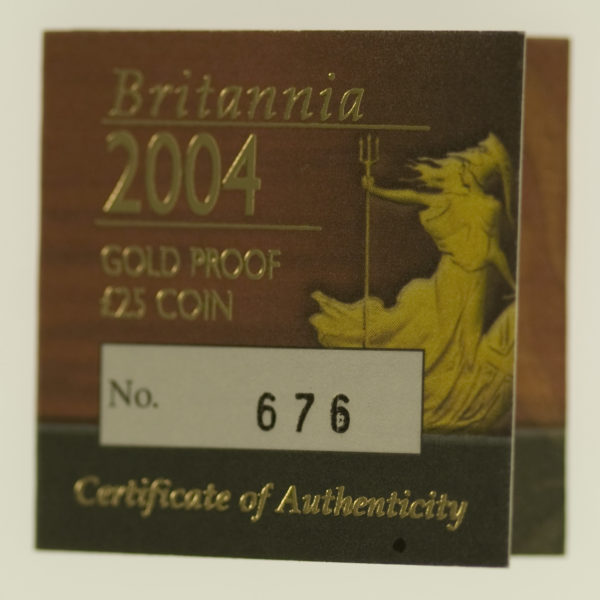 Britannia
2004
GOLD PROOF
£25 COIN
No. 676
Certificate of Authenticity